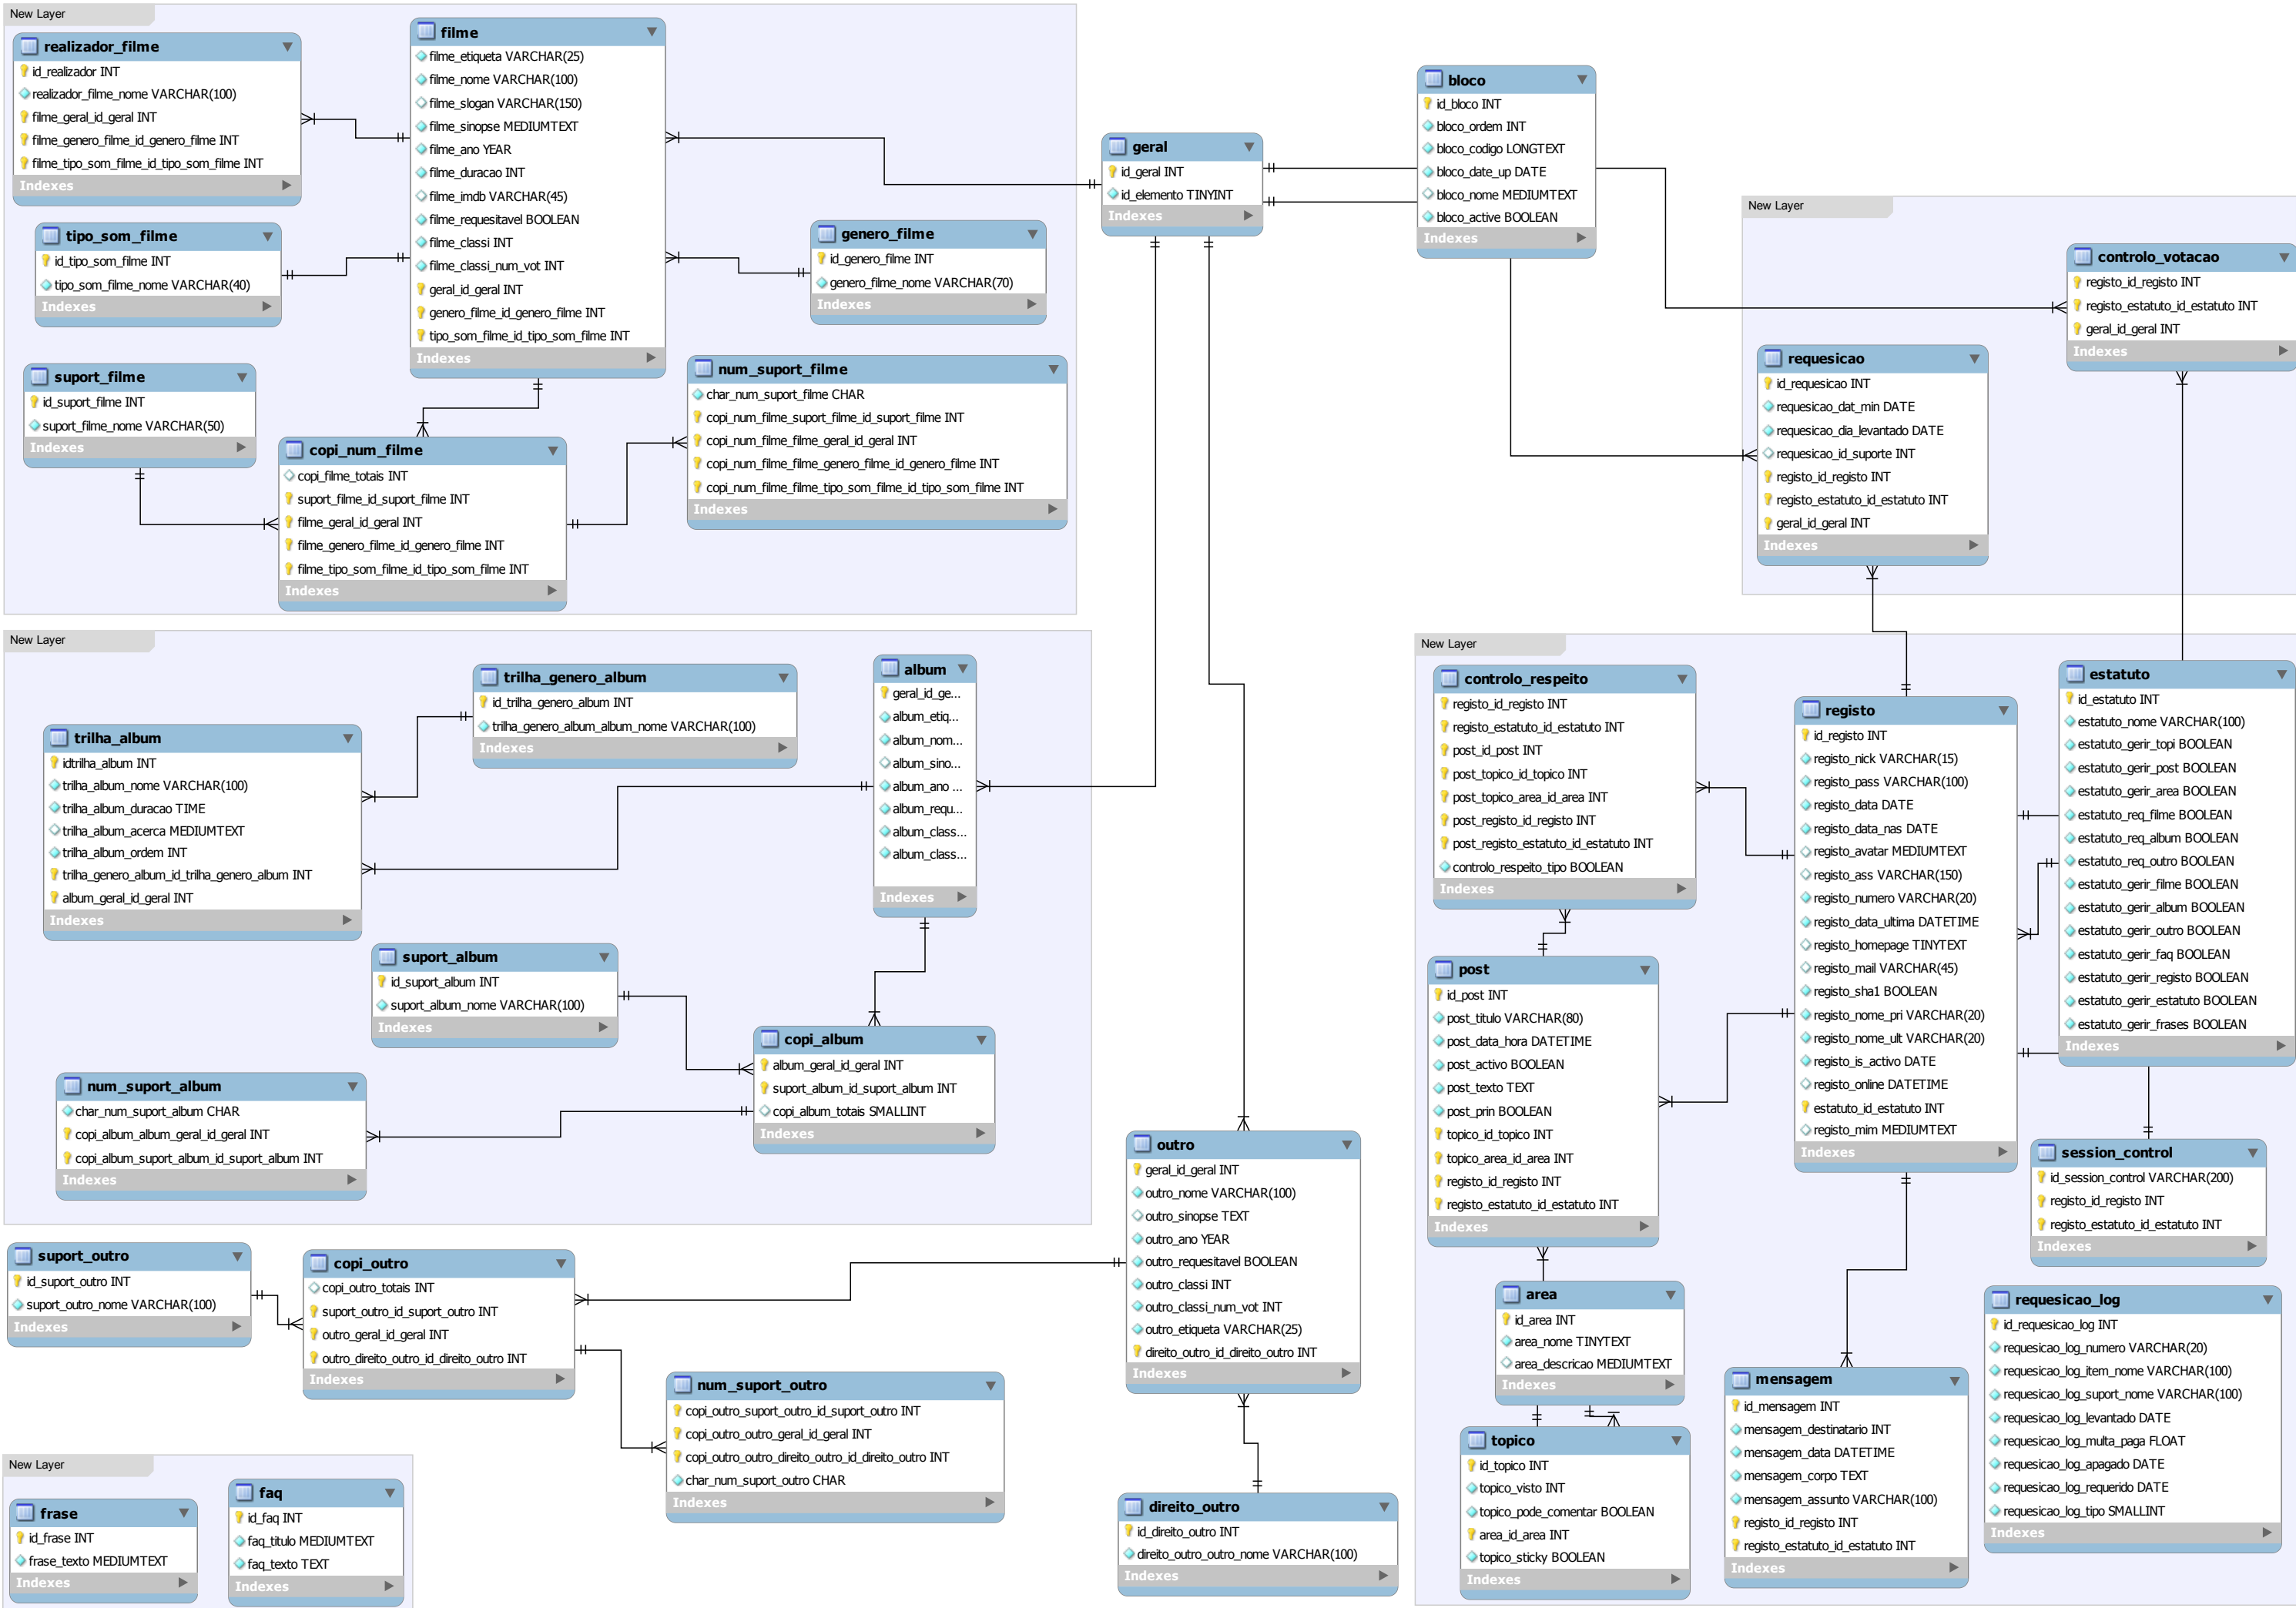 New Layer
realizador_filme
id_realizador INT
realizador_filme_nome VARCHAR(100)
filme_geral_id_geral INT
filme_genero_filme_id_genero_filme INT
filme_tipo_som_filme_id_tipo_som_filme INT
Indexes
filme
filme_etiqueta VARCHAR(25)
filme_nome VARCHAR(100)
filme_slogan VARCHAR(150)
filme_sinopse MEDIUMTEXT
filme_ano YEAR
filme_duracao INT
filme_imdb VARCHAR(45)
filme_requesitavel BOOLEAN
filme_classi INT
filme_classi_num_vot INT
geral_id_geral INT
genero_filme_id_genero_filme INT
tipo_som_filme_id_tipo_som_filme INT
Indexes
tipo_som_filme
id_tipo_som_filme INT
tipo_som_filme_nome VARCHAR(40)
Indexes
genero_filme
id_genero_filme INT
genero_filme_nome VARCHAR(70)
Indexes
suport_filme
id_suport_filme INT
suport_filme_nome VARCHAR(50)
Indexes
copi_num_filme
copi_filme_totais INT
suport_filme_id_suport_filme INT
filme_geral_id_geral INT
filme_genero_filme_id_genero_filme INT
filme_tipo_som_filme_id_tipo_som_filme INT
Indexes
num_suport_filme
char_num_suport_filme CHAR
copi_num_filme_suport_filme_id_suport_filme INT
copi_num_filme_filme_geral_id_geral INT
copi_num_filme_filme_genero_filme_id_genero_filme INT
copi_num_filme_filme_tipo_som_filme_id_tipo_som_filme INT
Indexes
geral
id_geral INT
id_elemento TINYINT
Indexes
bloco
id_bloco INT
bloco_ordem INT
bloco_codigo LONGTEXT
bloco_date_up DATE
bloco_nome MEDIUMTEXT
bloco_active BOOLEAN
Indexes
New Layer
controlo_votacao
registo_id_registo INT
registo_estatuto_id_estatuto INT
geral_id_geral INT
Indexes
requesicao
id_requesicao INT
requesicao_dat_min DATE
requesicao_dia_levantado DATE
requesicao_id_suporte INT
registo_id_registo INT
registo_estatuto_id_estatuto INT
geral_id_geral INT
Indexes
New Layer
trilha_genero_album
id_trilha_genero_album INT
trilha_genero_album_album_nome VARCHAR(100)
Indexes
album
geral_id_ge...
album_etiq...
album_nom...
album_sino...
album_ano ...
album_requ...
album_class...
album_class...
Indexes
trilha_album
idtrilha_album INT
trilha_album_nome VARCHAR(100)
trilha_album_duracao TIME
trilha_album_acerca MEDIUMTEXT
trilha_album_ordem INT
trilha_genero_album_id_trilha_genero_album INT
album_geral_id_geral INT
Indexes
suport_album
id_suport_album INT
suport_album_nome VARCHAR(100)
Indexes
copi_album
album_geral_id_geral INT
suport_album_id_suport_album INT
copi_album_totais SMALLINT
Indexes
num_suport_album
char_num_suport_album CHAR
copi_album_album_geral_id_geral INT
copi_album_suport_album_id_suport_album INT
Indexes
New Layer
controlo_respeito
registo_id_registo INT
registo_estatuto_id_estatuto INT
post_id_post INT
post_topico_id_topico INT
post_topico_area_id_area INT
post_registo_id_registo INT
post_registo_estatuto_id_estatuto INT
controlo_respeito_tipo BOOLEAN
Indexes
registo
id_registo INT
registo_nick VARCHAR(15)
registo_pass VARCHAR(100)
registo_data DATE
registo_data_nas DATE
registo_avatar MEDIUMTEXT
registo_ass VARCHAR(150)
registo_numero VARCHAR(20)
registo_data_ultima DATETIME
registo_homepage TINYTEXT
registo_mail VARCHAR(45)
registo_sha1 BOOLEAN
registo_nome_pri VARCHAR(20)
registo_nome_ult VARCHAR(20)
registo_is_activo DATE
registo_online DATETIME
estatuto_id_estatuto INT
registo_mim MEDIUMTEXT
Indexes
estatuto
id_estatuto INT
estatuto_nome VARCHAR(100)
estatuto_gerir_topi BOOLEAN
estatuto_gerir_post BOOLEAN
estatuto_gerir_area BOOLEAN
estatuto_req_filme BOOLEAN
estatuto_req_album BOOLEAN
estatuto_req_outro BOOLEAN
estatuto_gerir_filme BOOLEAN
estatuto_gerir_album BOOLEAN
estatuto_gerir_outro BOOLEAN
estatuto_gerir_faq BOOLEAN
estatuto_gerir_registo BOOLEAN
estatuto_gerir_estatuto BOOLEAN
estatuto_gerir_frases BOOLEAN
Indexes
post
id_post INT
post_titulo VARCHAR(80)
post_data_hora DATETIME
post_activo BOOLEAN
post_texto TEXT
post_prin BOOLEAN
topico_id_topico INT
topico_area_id_area INT
registo_id_registo INT
registo_estatuto_id_estatuto INT
Indexes
session_control
id_session_control VARCHAR(200)
registo_id_registo INT
registo_estatuto_id_estatuto INT
Indexes
area
id_area INT
area_nome TINYTEXT
area_descricao MEDIUMTEXT
Indexes
topico
id_topico INT
topico_visto INT
topico_pode_comentar BOOLEAN
area_id_area INT
topico_sticky BOOLEAN
Indexes
mensagem
id_mensagem INT
mensagem_destinatario INT
mensagem_data DATETIME
mensagem_corpo TEXT
mensagem_assunto VARCHAR(100)
registo_id_registo INT
registo_estatuto_id_estatuto INT
Indexes
requesicao_log
id_requesicao_log INT
requesicao_log_numero VARCHAR(20)
requesicao_log_item_nome VARCHAR(100)
requesicao_log_suport_nome VARCHAR(100)
requesicao_log_levantado DATE
requesicao_log_multa_paga FLOAT
requesicao_log_apagado DATE
requesicao_log_requerido DATE
requesicao_log_tipo SMALLINT
Indexes
outro
geral_id_geral INT
outro_nome VARCHAR(100)
outro_sinopse TEXT
outro_ano YEAR
outro_requesitavel BOOLEAN
outro_classi INT
outro_classi_num_vot INT
outro_etiqueta VARCHAR(25)
direito_outro_id_direito_outro INT
Indexes
suport_outro
id_suport_outro INT
suport_outro_nome VARCHAR(100)
Indexes
copi_outro
copi_outro_totais INT
suport_outro_id_suport_outro INT
outro_geral_id_geral INT
outro_direito_outro_id_direito_outro INT
Indexes
num_suport_outro
copi_outro_suport_outro_id_suport_outro INT
copi_outro_outro_geral_id_geral INT
copi_outro_outro_direito_outro_id_direito_outro INT
char_num_suport_outro CHAR
Indexes
direito_outro
id_direito_outro INT
direito_outro_outro_nome VARCHAR(100)
Indexes
New Layer
frase
id_frase INT
frase_texto MEDIUMTEXT
Indexes
faq
id_faq INT
faq_titulo MEDIUMTEXT
faq_texto TEXT
Indexes